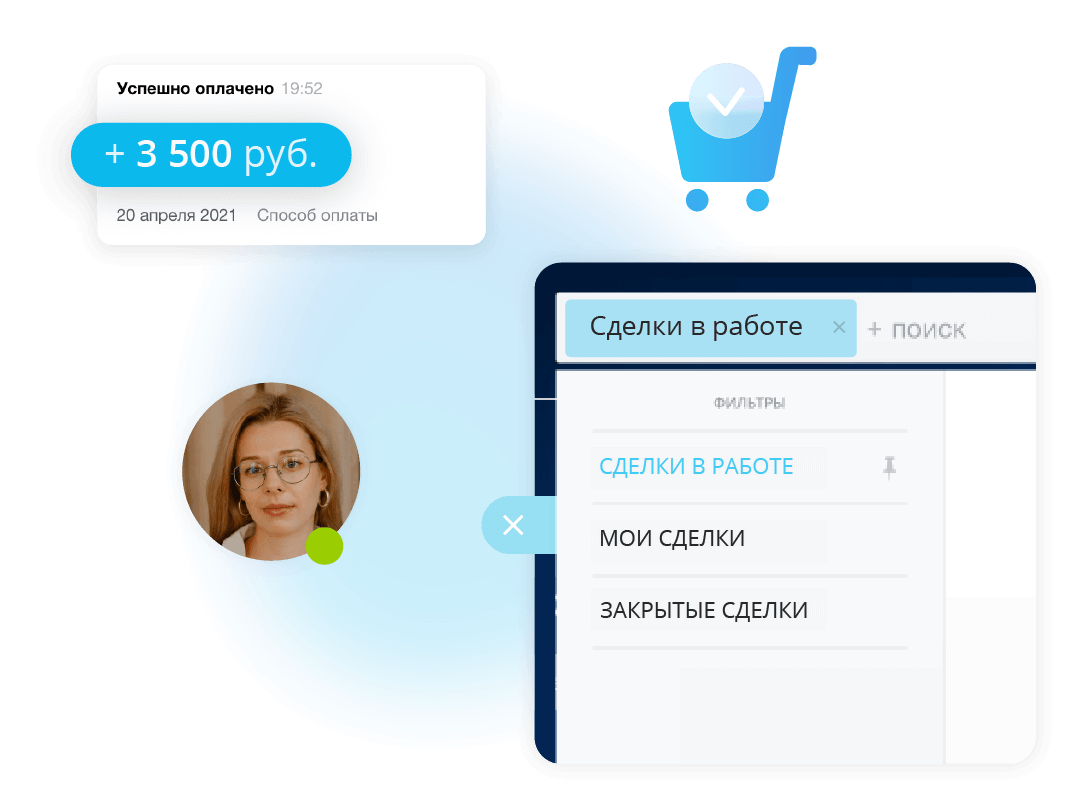 Успешно оплачено 19:52
+ 3 500 руб.
20 апреля 2021 Способ оплаты
Сделки в работе × + поиск
ФИЛЬТРЫ
СДЕЛКИ В РАБОТЕ
МОИ СДЕЛКИ
ЗАКРЫТЫЕ СДЕЛКИ